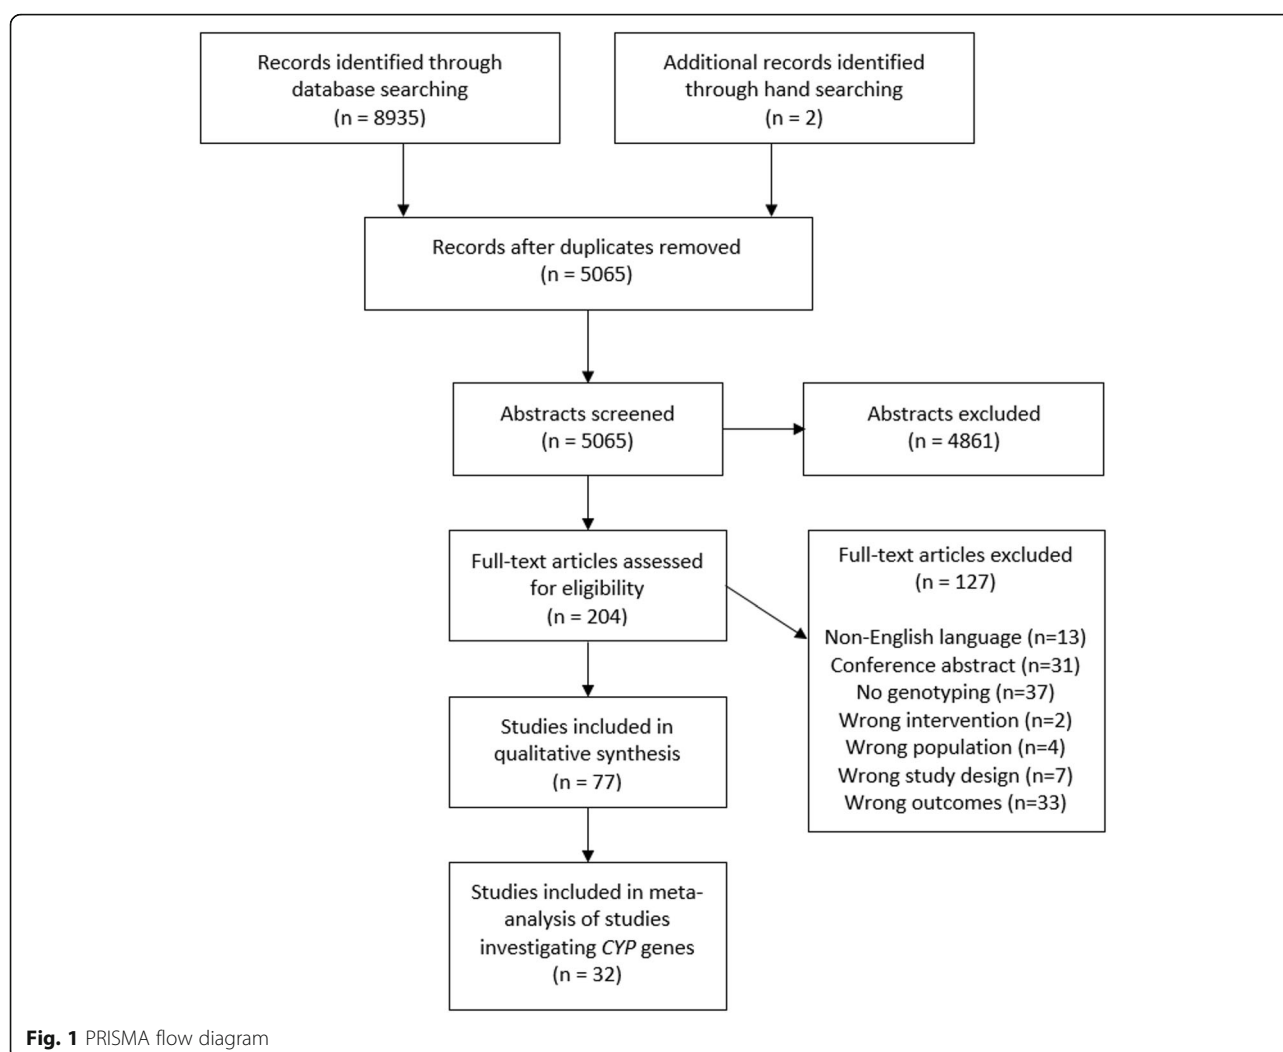 Records identified through
database searching
(n = 8935)
Additional records identified
through hand searching
(n = 2)
Records after duplicates removed
(n = 5065)
Abstracts screened
(n = 5065)
Abstracts excluded
(n = 4861)
Full-text articles assessed
for eligibility
(n = 204)
Full-text articles excluded
(n = 127)
Non-English language (n=13)
Conference abstract (n=31)
No genotyping (n=37)
Wrong intervention (n=2)
Wrong population (n=4)
Wrong study design (n=7)
Wrong outcomes (n=33)
Studies included in
qualitative synthesis
(n = 77)
Studies included in meta-
analysis of studies
investigating CYP genes
(n = 32)
Fig. 1 PRISMA flow diagram